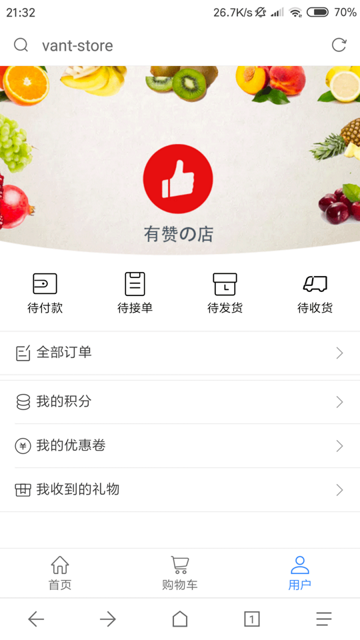 21:32 26.7K/s 70%
vant-store
有赞の店
待付款 待接单 待发货 待收货
全部订单
我的积分
我的优惠卷
我收到的礼物
首页 购物车 用户
1